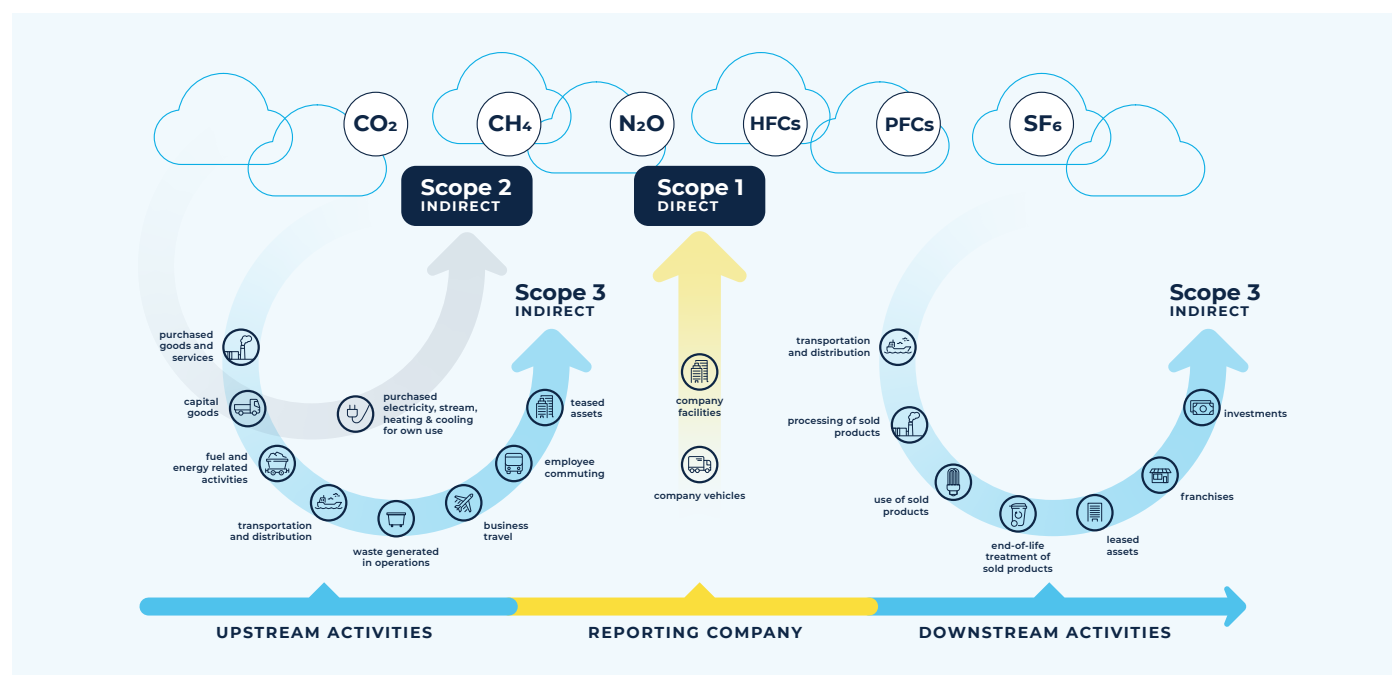 CO₂
CH₄
N₂O
HFCs
PFCs
SF₆
Scope 2
INDIRECT
Scope 1
DIRECT
Scope 3
INDIRECT
Scope 3
INDIRECT
purchased
goods and
services
capital
goods
fuel and
energy related
activities
transportation
and distribution
waste generated
in operations
business
travel
employee
commuting
teased
assets
purchased
electricity, stream,
heating & cooling
for own use
company
facilities
company vehicles
transportation
and distribution
processing of sold
products
use of sold
products
end-of-life
treatment of
sold products
leased
assets
franchises
investments
UPSTREAM ACTIVITIES
REPORTING COMPANY
DOWNSTREAM ACTIVITIES